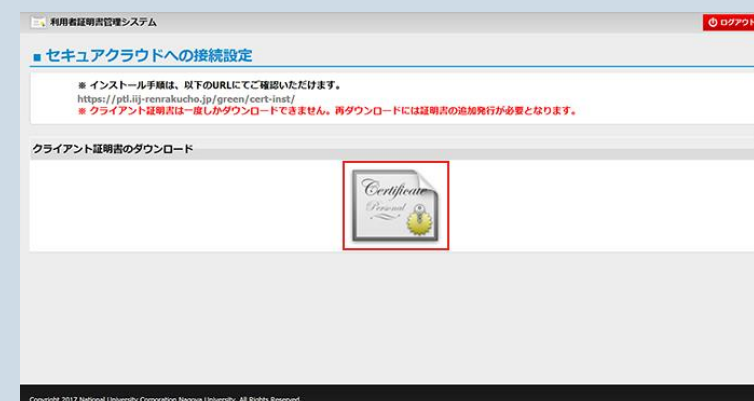 利用者証明書管理システム
ログアウト
■ セキュアクラウドへの接続設定
※ インストール手順は、以下のURLにてご確認いただけます。
https://ptl.iij-renrakucho.jp/green/cert-inst/
※ クライアント証明書は一度しかダウンロードできません。再ダウンロードには証明書の追加発行が必要となります。
クライアント証明書のダウンロード
Certificate
Personal
Copyright 2017 National University Corporation Nagoya University. All Rights Reserved.